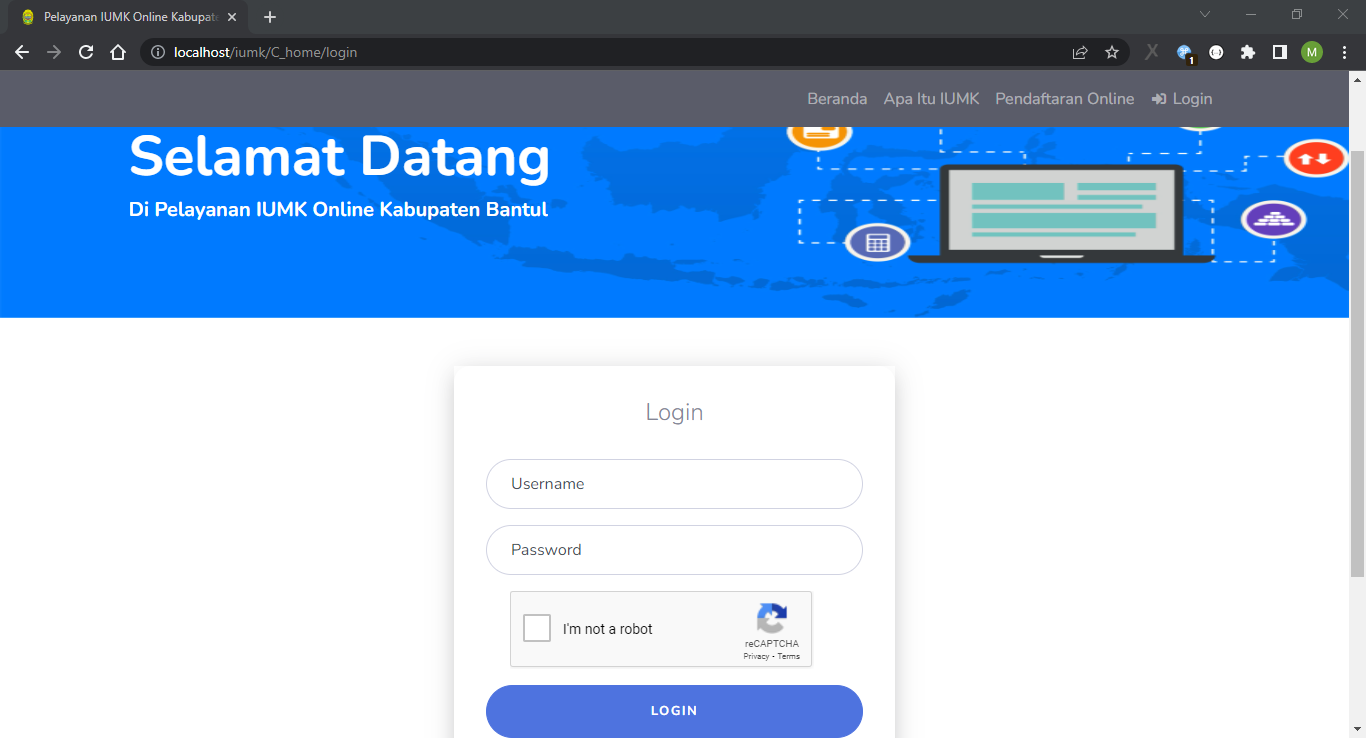 Pelayanan IUMK Online Kabupate
localhost/iumk/C_home/login
X
1
M
Beranda Apa Itu IUMK Pendaftaran Online Login
Selamat Datang
Di Pelayanan IUMK Online Kabupaten Bantul
Login
Username
Password
I'm not a robot
reCAPTCHA
Privacy - Terms
LOGIN